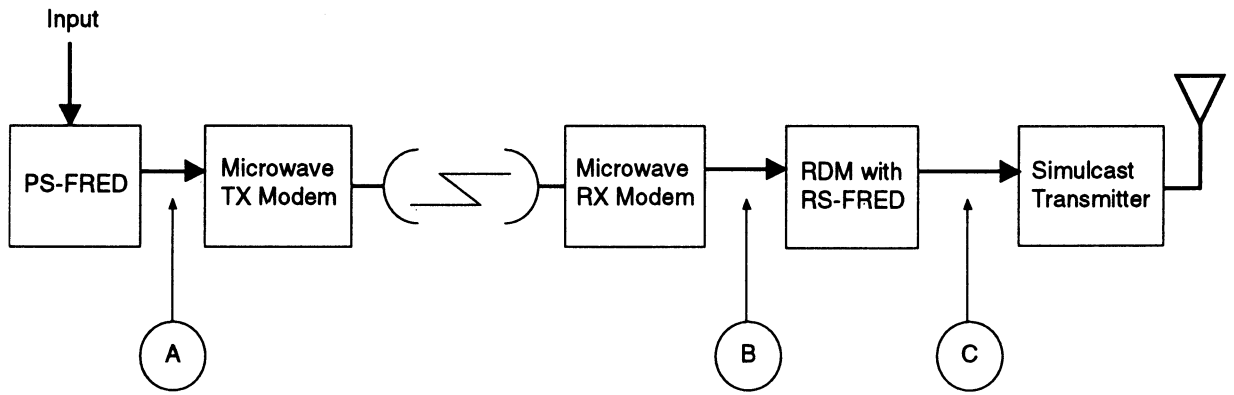 Input
PS-FRED
Microwave
TX Modem
Microwave
RX Modem
RDM with
RS-FRED
Simulcast
Transmitter
A
B
C